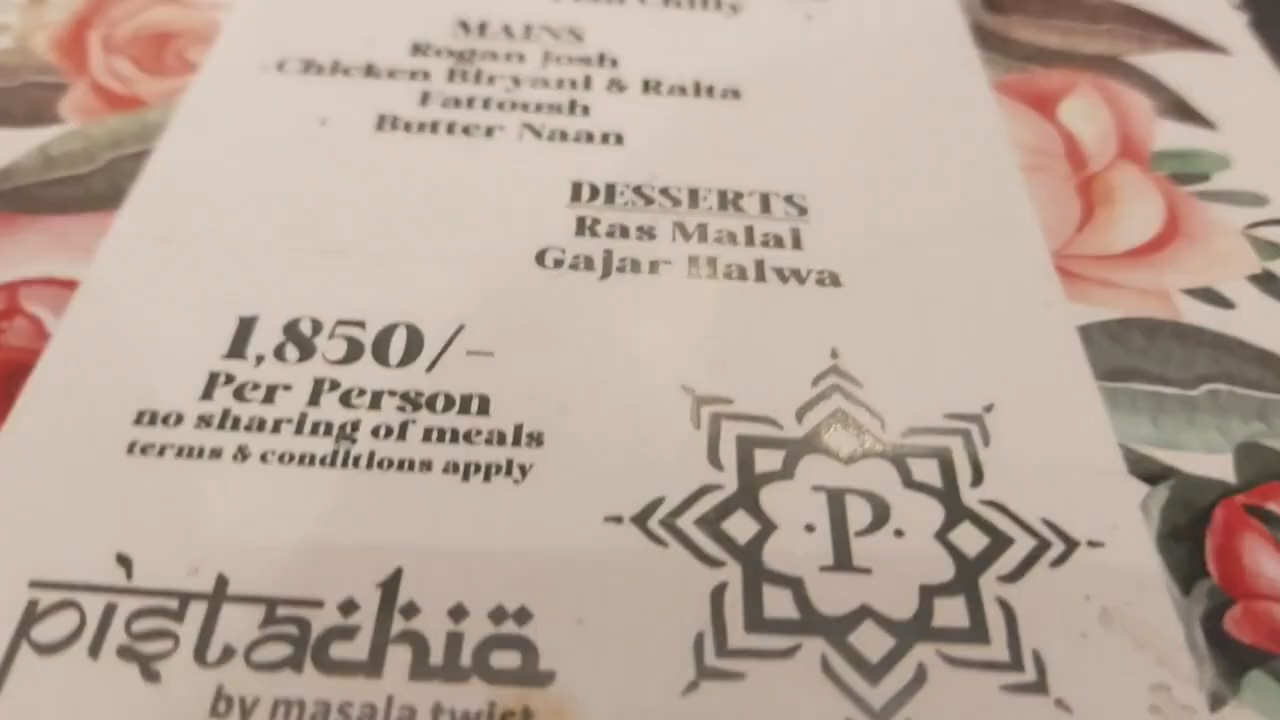 Chilly
MAINS
Rogan Josh
Chicken Biryani & Raita
Fattoush
Butter Naan
DESSERTS
Ras Malai
Gajar Halwa
1,850/-
Per Person
no sharing of meals
terms & conditions apply
·P·
pistachio
by masala twist